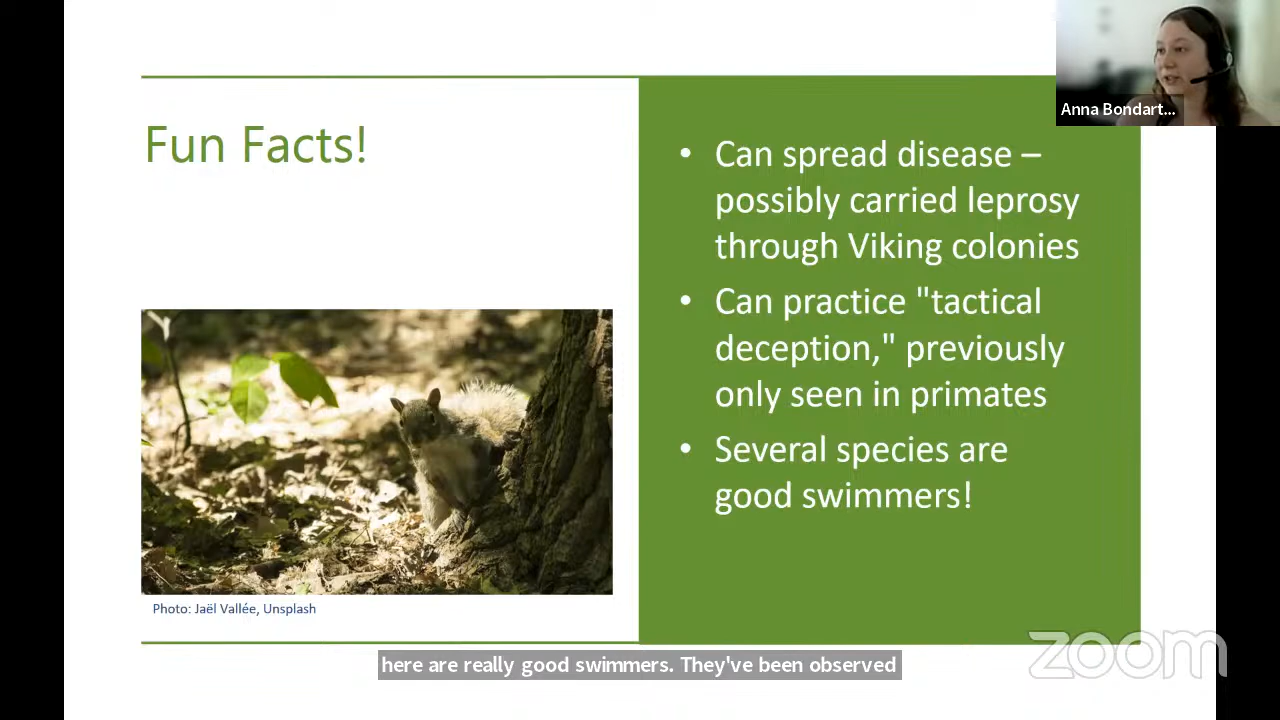 Anna Bondart...
Fun Facts!
• Can spread disease –
possibly carried leprosy
through Viking colonies
• Can practice "tactical
deception," previously
only seen in primates
• Several species are
good swimmers!
Photo: Jaël Vallée, Unsplash
here are really good swimmers. They've been observed
zoom